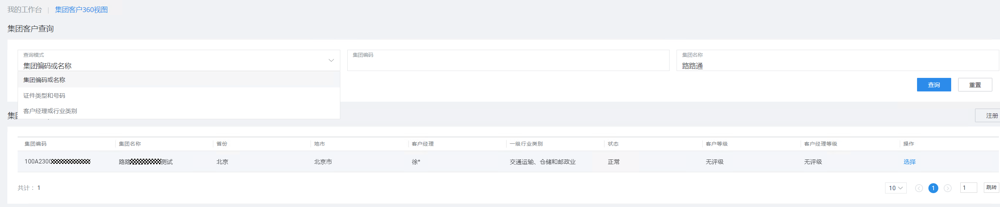 我的工作台 | 集团客户360视图
集团客户查询
查询模式 集团编码 集团名称
集团编码或名称 路路通
集团编码或名称
查询 重置
证件类型和号码
客户经理或行业类别
注册
集团编码 集团名称 省份 地市 客户经理 一级行业类别 状态 客户等级 客户经理等级 操作
100A230 路路 测试 北京 北京市 徐* 交通运输、仓储和邮政业 正常 无评级 无评级 选择
共计： 1 10 1 1 跳转